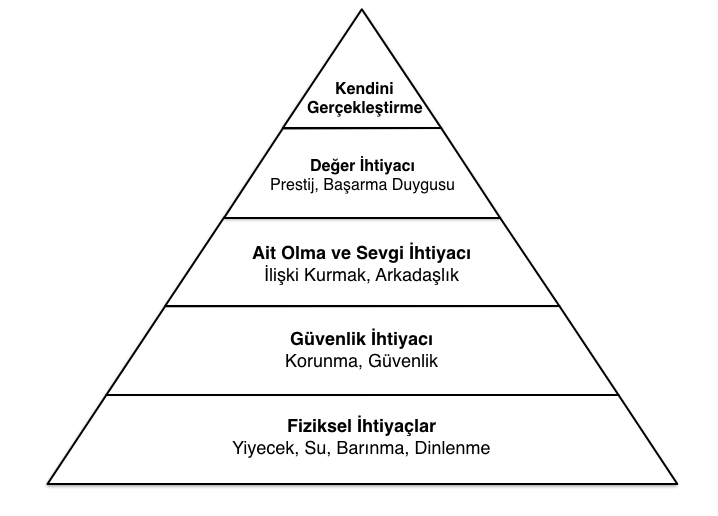 Kendini
Gerçekleştirme
Değer İhtiyacı
Prestij, Başarma Duygusu
Ait Olma ve Sevgi İhtiyacı
İlişki Kurmak, Arkadaşlık
Güvenlik İhtiyacı
Korunma, Güvenlik
Fiziksel İhtiyaçlar
Yiyecek, Su, Barınma, Dinlenme